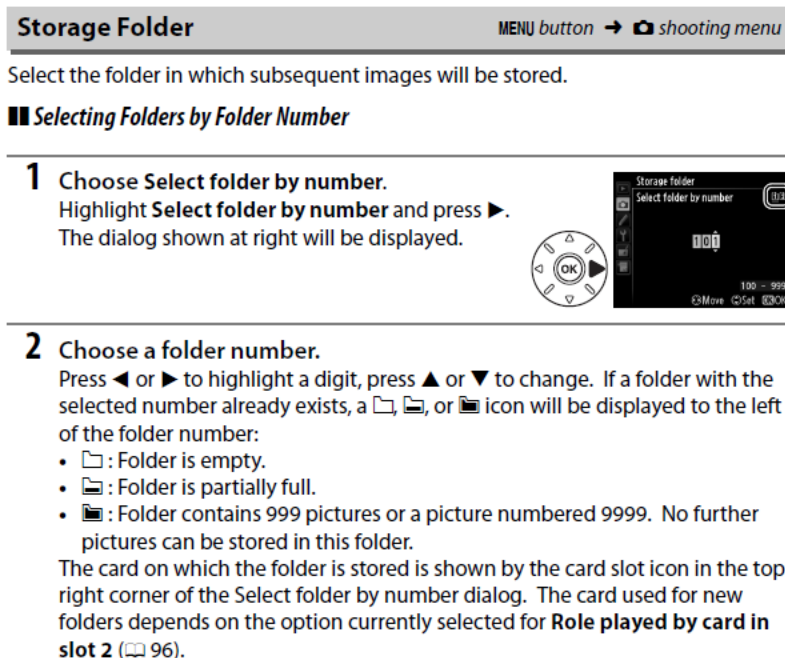 Storage Folder MENU button ➔ shooting menu
Select the folder in which subsequent images will be stored.
Selecting Folders by Folder Number
1 Choose Select folder by number.
Highlight Select folder by number and press ▶.
The dialog shown at right will be displayed.
Storage folder
Select folder by number
101
100 – 999
Move Set OK
OK
2 Choose a folder number.
Press ◀ or ▶ to highlight a digit, press ▲ or ▼ to change. If a folder with the
selected number already exists, a , , or icon will be displayed to the left
of the folder number:
• : Folder is empty.
• : Folder is partially full.
• : Folder contains 999 pictures or a picture numbered 9999. No further
pictures can be stored in this folder.
The card on which the folder is stored is shown by the card slot icon in the top
right corner of the Select folder by number dialog. The card used for new
folders depends on the option currently selected for Role played by card in
slot 2 (96).